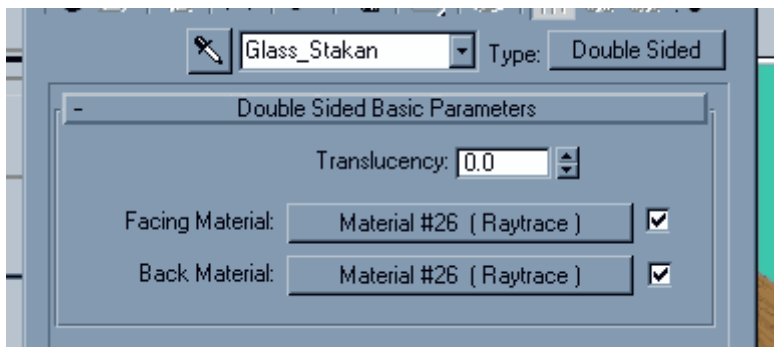 Glass_Stakan Type: Double Sided
- Double Sided Basic Parameters
Translucency: 0.0
Facing Material: Material #26 ( Raytrace )
Back Material: Material #26 ( Raytrace )